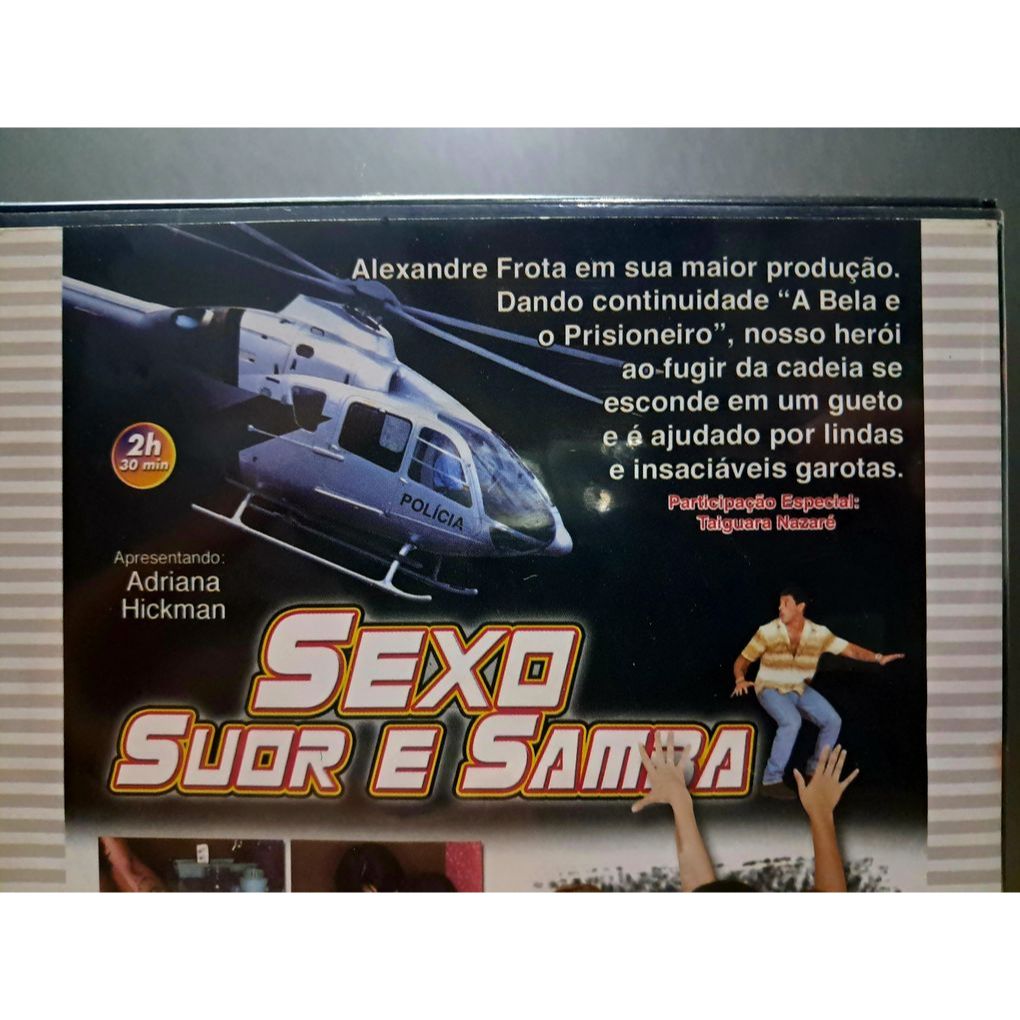 Alexandre Frota em sua maior produção.
Dando continuidade “A Bela e
o Prisioneiro”, nosso herói
ao fugir da cadeia se
esconde em um gueto
e é ajudado por lindas
e insaciáveis garotas.
Participação Especial:
Taiguara Nazaré
2h
30 min
POLÍCIA
Apresentando:
Adriana
Hickman
SEXO
SUOR E SAMBA